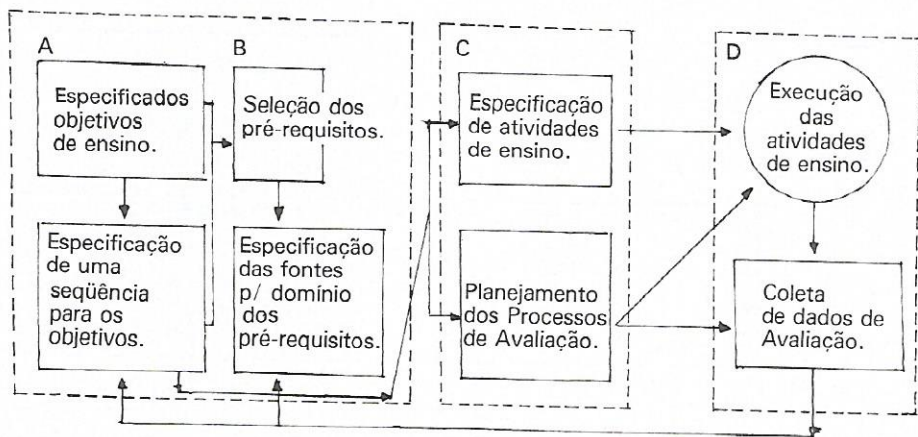 A
Especificados
objetivos
de ensino.
Especificação
de uma
seqüência
para os
objetivos.
B
Seleção dos
pré-requisitos.
Especificação
das fontes
p/ domínio
dos
pré-requisitos.
C
Especificação
de atividades
de ensino.
Planejamento
dos Processos
de Avaliação.
D
Execução
das
atividades
de ensino.
Coleta
de dados de
Avaliação.